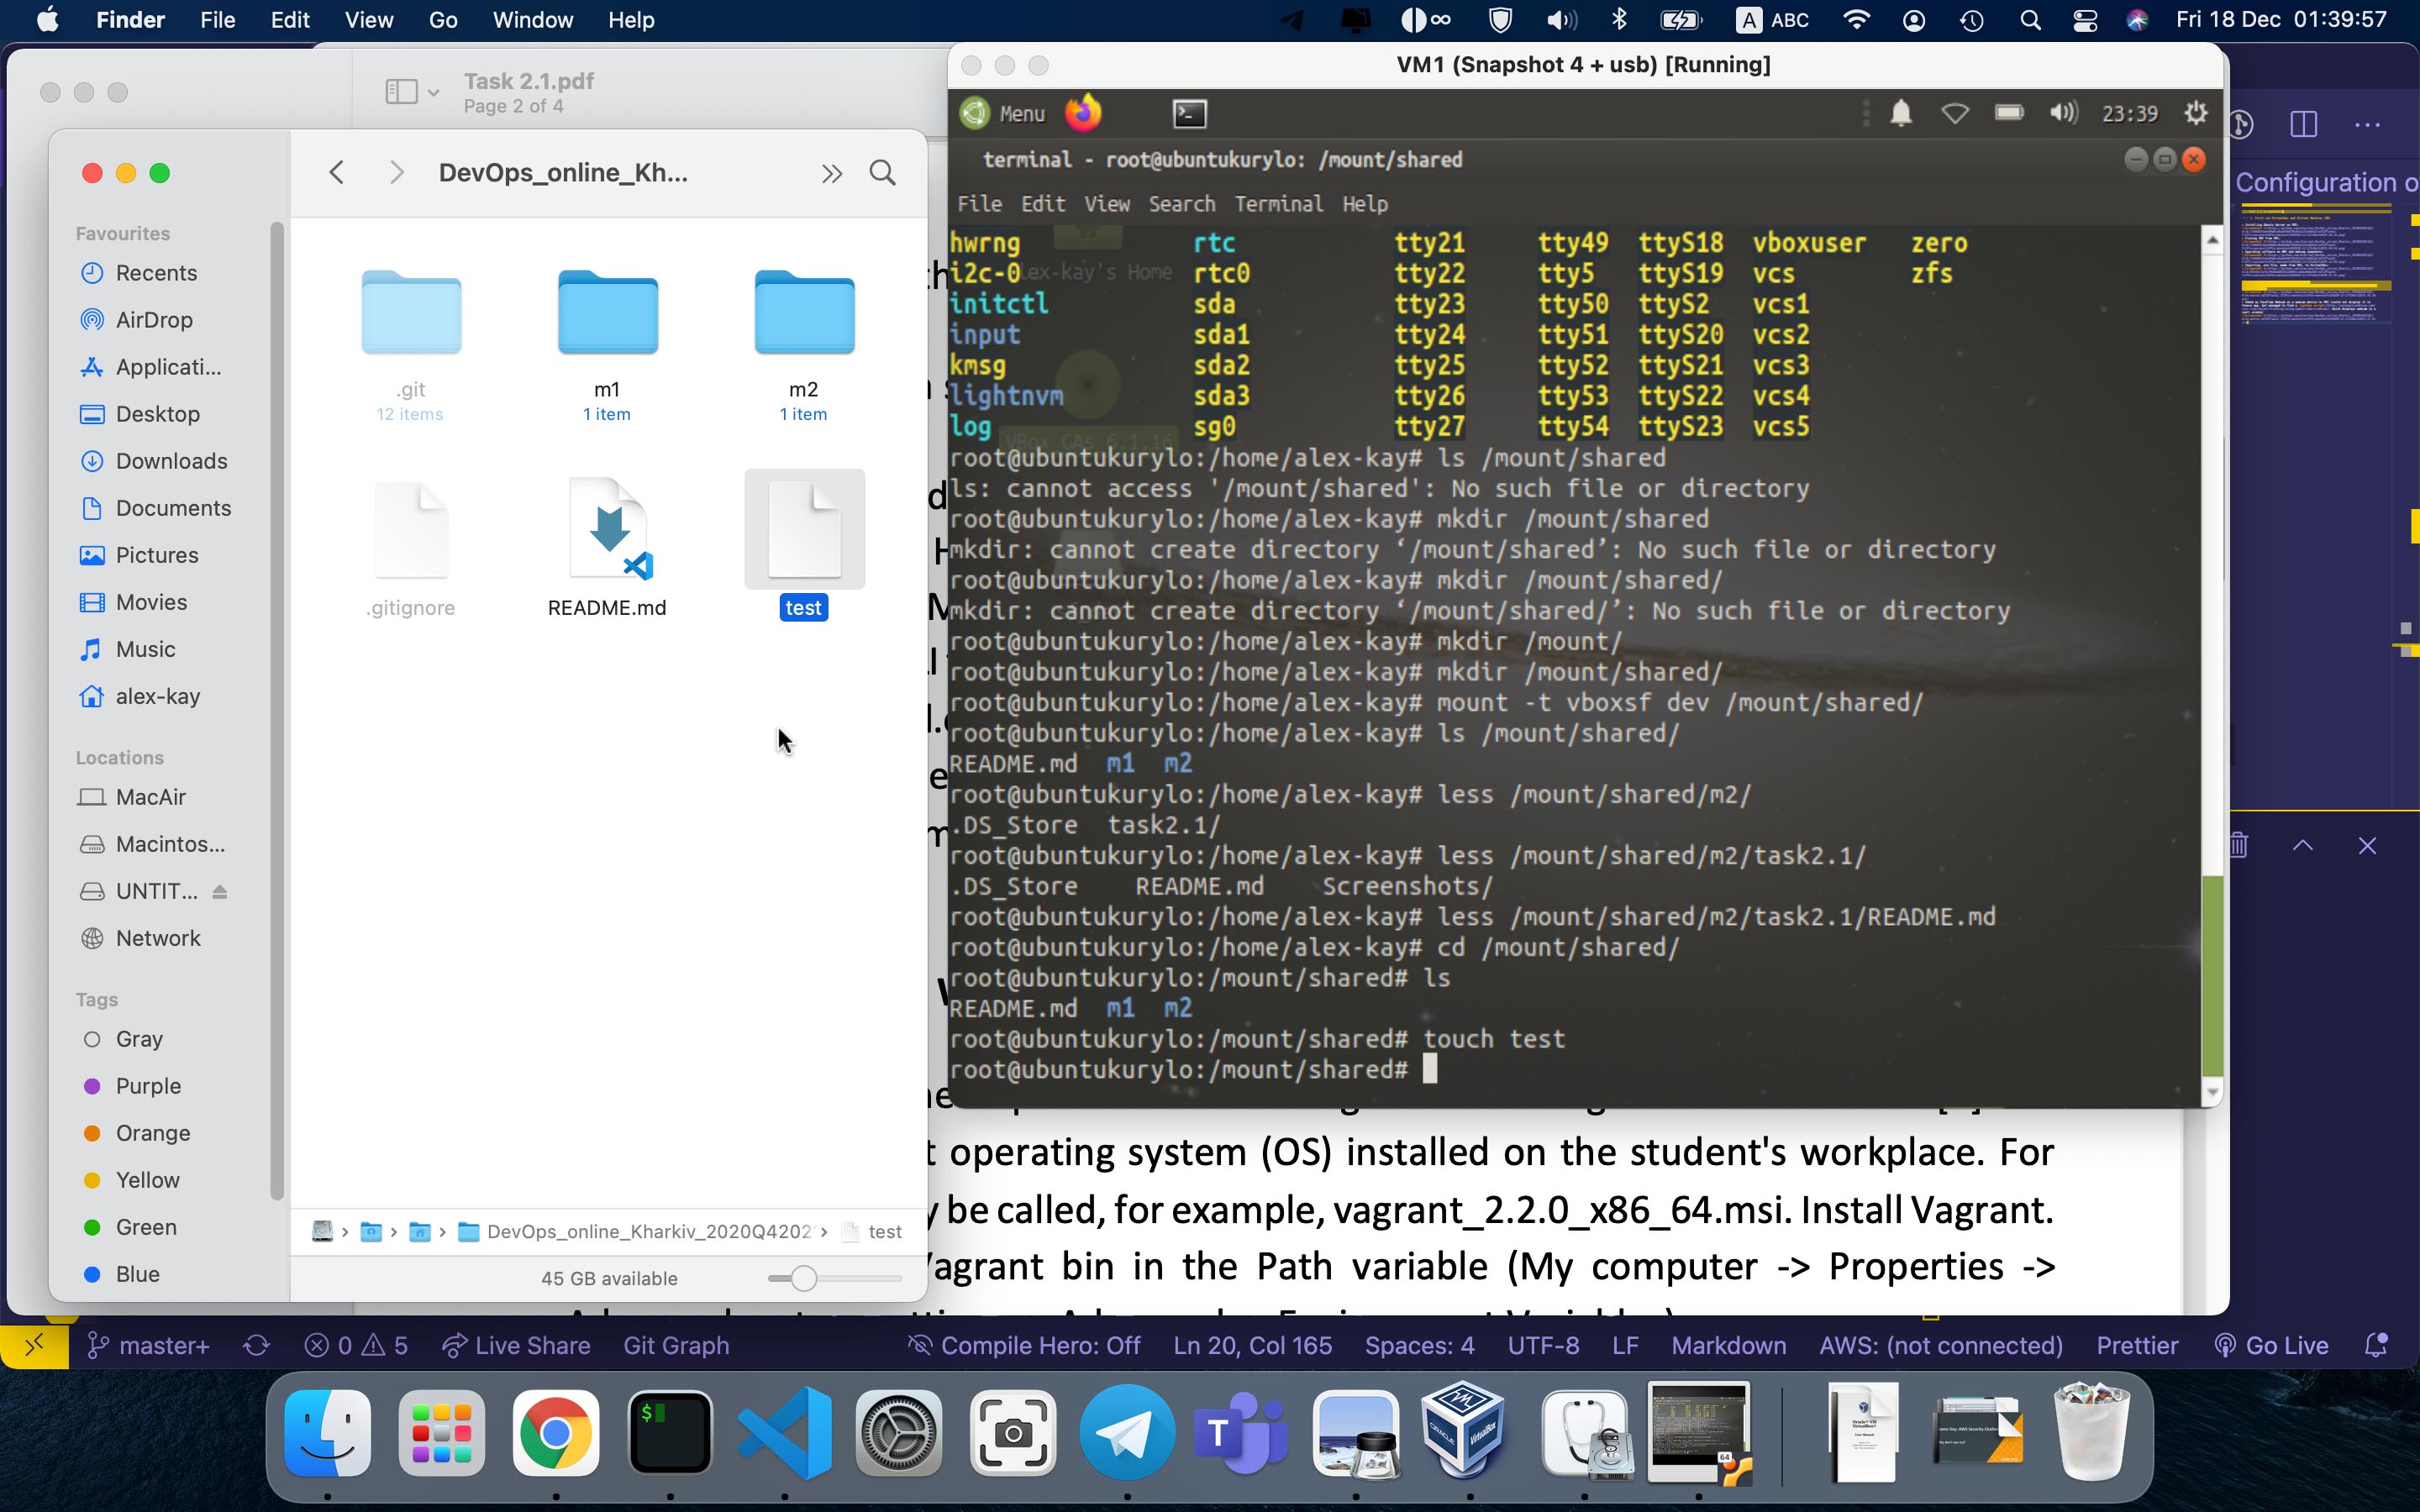 Finder File Edit View Go Window Help
A ABC Fri 18 Dec 01:39:57
Task 2.1.pdf
Page 2 of 4
DevOps_online_Kh...
Favourites
Recents
AirDrop
Applicati...
Desktop
Downloads
Documents
Pictures
Movies
Music
alex-kay
Locations
MacAir
Macintos...
UNTIT...
Network
Tags
Gray
Purple
Orange
Yellow
Green
Blue
.git
12 items
m1
1 item
m2
1 item
.gitignore
README.md
test
DevOps_online_Kharkiv_2020Q4202 › test
45 GB available
VM1 (Snapshot 4 + usb) [Running]
Menu 23:39
terminal - root@ubuntukurylo: /mount/shared
File Edit View Search Terminal Help
hwrng rtc tty21 tty49 ttyS18 vboxuser zero
i2c-0 rtc0 tty22 tty5 ttyS19 vcs zfs
initctl sda tty23 tty50 ttyS2 vcs1
input sda1 tty24 tty51 ttyS20 vcs2
kmsg sda2 tty25 tty52 ttyS21 vcs3
lightnvm sda3 tty26 tty53 ttyS22 vcs4
log sg0 tty27 tty54 ttyS23 vcs5
lex-kay's Home
VBox_GAs_6.1.16
root@ubuntukurylo:/home/alex-kay# ls /mount/shared
ls: cannot access '/mount/shared': No such file or directory
root@ubuntukurylo:/home/alex-kay# mkdir /mount/shared
mkdir: cannot create directory ‘/mount/shared’: No such file or directory
root@ubuntukurylo:/home/alex-kay# mkdir /mount/shared/
mkdir: cannot create directory ‘/mount/shared/’: No such file or directory
root@ubuntukurylo:/home/alex-kay# mkdir /mount/
root@ubuntukurylo:/home/alex-kay# mkdir /mount/shared/
root@ubuntukurylo:/home/alex-kay# mount -t vboxsf dev /mount/shared/
root@ubuntukurylo:/home/alex-kay# ls /mount/shared/
README.md m1 m2
root@ubuntukurylo:/home/alex-kay# less /mount/shared/m2/
.DS_Store task2.1/
root@ubuntukurylo:/home/alex-kay# less /mount/shared/m2/task2.1/
.DS_Store README.md Screenshots/
root@ubuntukurylo:/home/alex-kay# less /mount/shared/m2/task2.1/README.md
root@ubuntukurylo:/home/alex-kay# cd /mount/shared/
root@ubuntukurylo:/mount/shared# ls
README.md m1 m2
root@ubuntukurylo:/mount/shared# touch test
root@ubuntukurylo:/mount/shared#
Configuration o
t operating system (OS) installed on the student's workplace. For
y be called, for example, vagrant_2.2.0_x86_64.msi. Install Vagrant.
/agrant bin in the Path variable (My computer -> Properties ->
master+ 0 5 Live Share Git Graph Compile Hero: Off Ln 20, Col 165 Spaces: 4 UTF-8 LF Markdown AWS: (not connected) Prettier Go Live